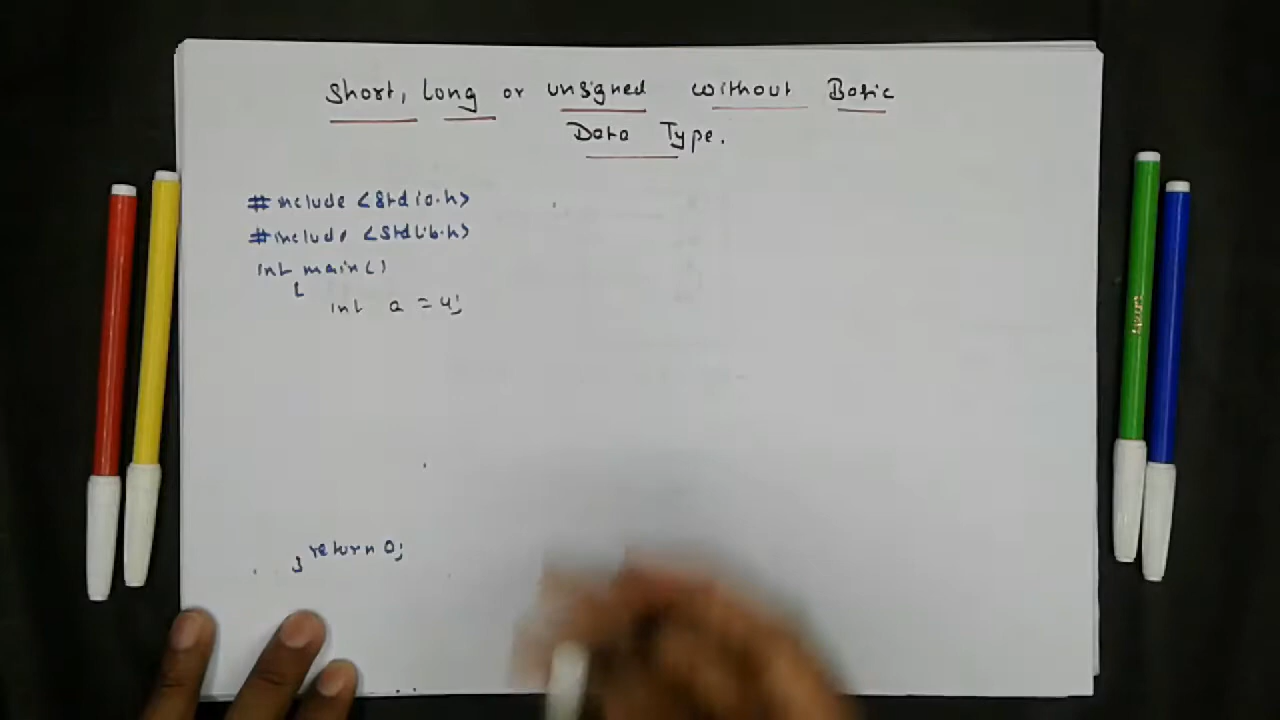 short, long or unsigned without Basic
Data Type.
#include <stdio.h>
#include <stdlib.h>
int main()
{
int a = 4;
return 0;
}